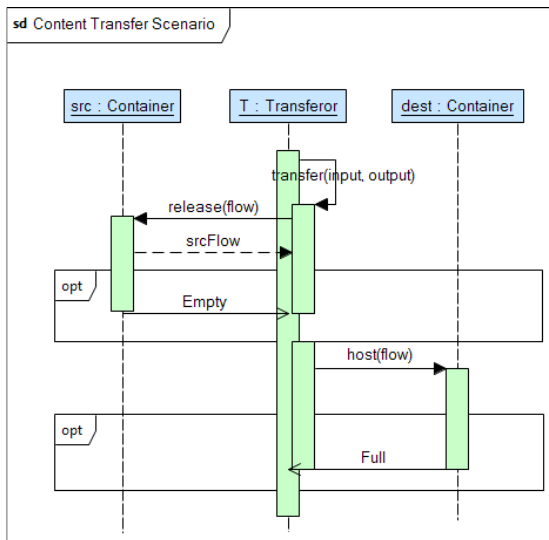 sd Content Transfer Scenario
src : Container
T : Transferor
dest : Container
transfer(input, output)
release(flow)
srcFlow
opt
Empty
host(flow)
opt
Full